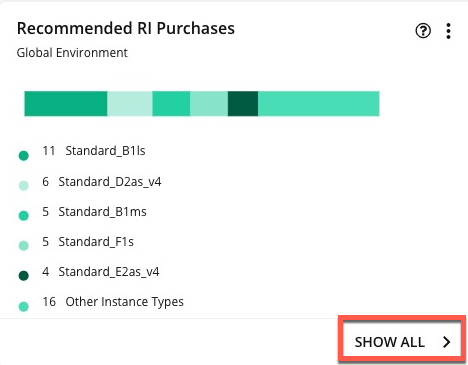 Recommended RI Purchases
Global Environment
11 Standard_B1ls
6 Standard_D2as_v4
5 Standard_B1ms
5 Standard_F1s
4 Standard_E2as_v4
16 Other Instance Types
SHOW ALL